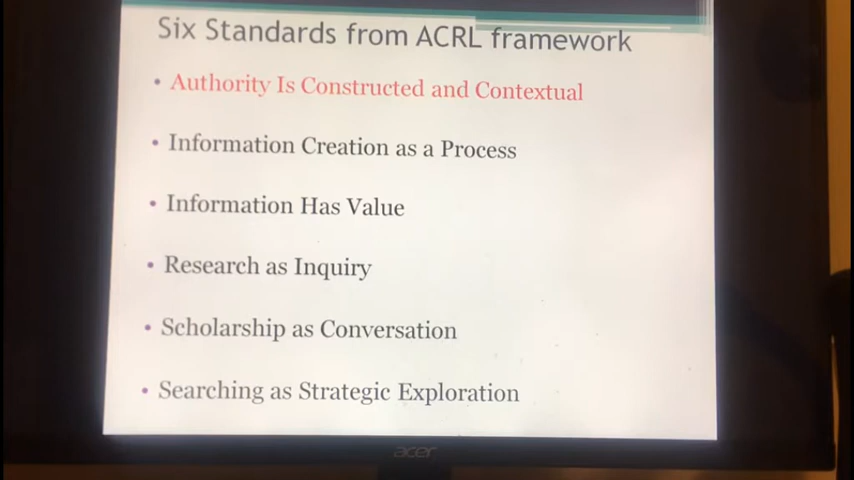 Six Standards from ACRL framework
• Authority Is Constructed and Contextual
• Information Creation as a Process
• Information Has Value
• Research as Inquiry
• Scholarship as Conversation
• Searching as Strategic Exploration
acer